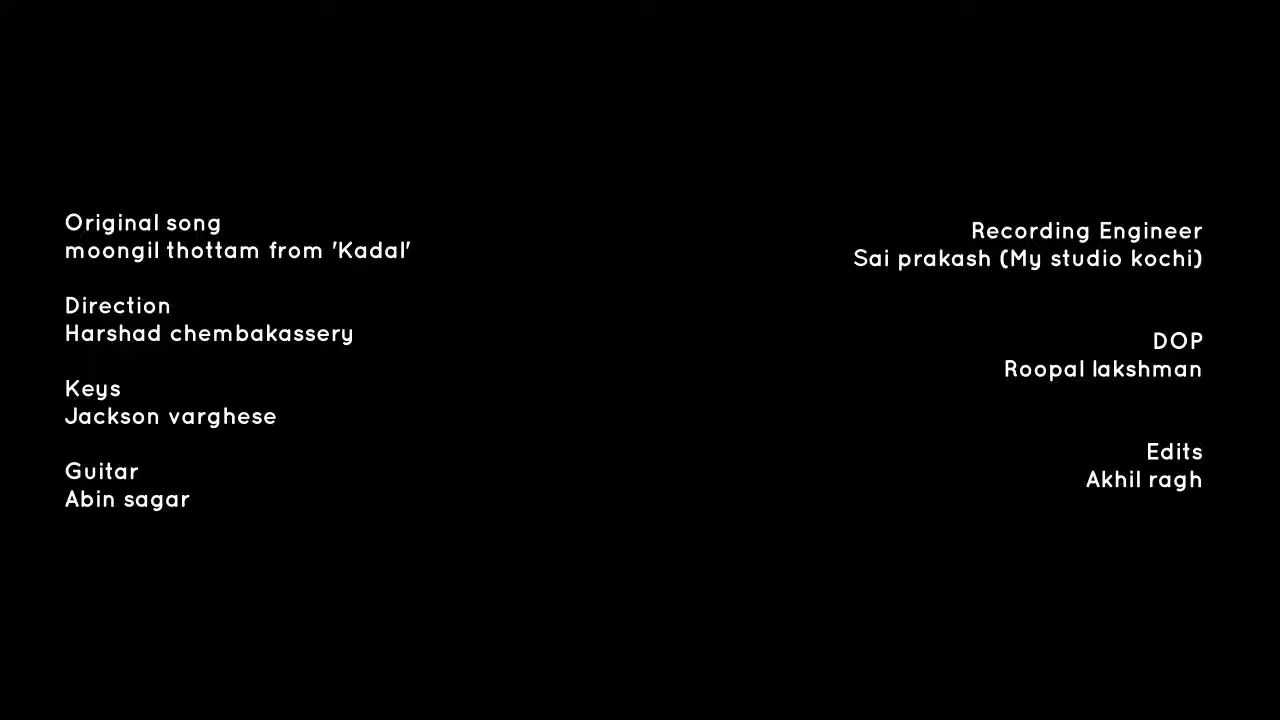 Original song
moongil thottam from 'Kadal'
Direction
Harshad chembakassery
Keys
Jackson varghese
Guitar
Abin sagar
Recording Engineer
Sai prakash (My studio kochi)
DOP
Roopal lakshman
Edits
Akhil ragh